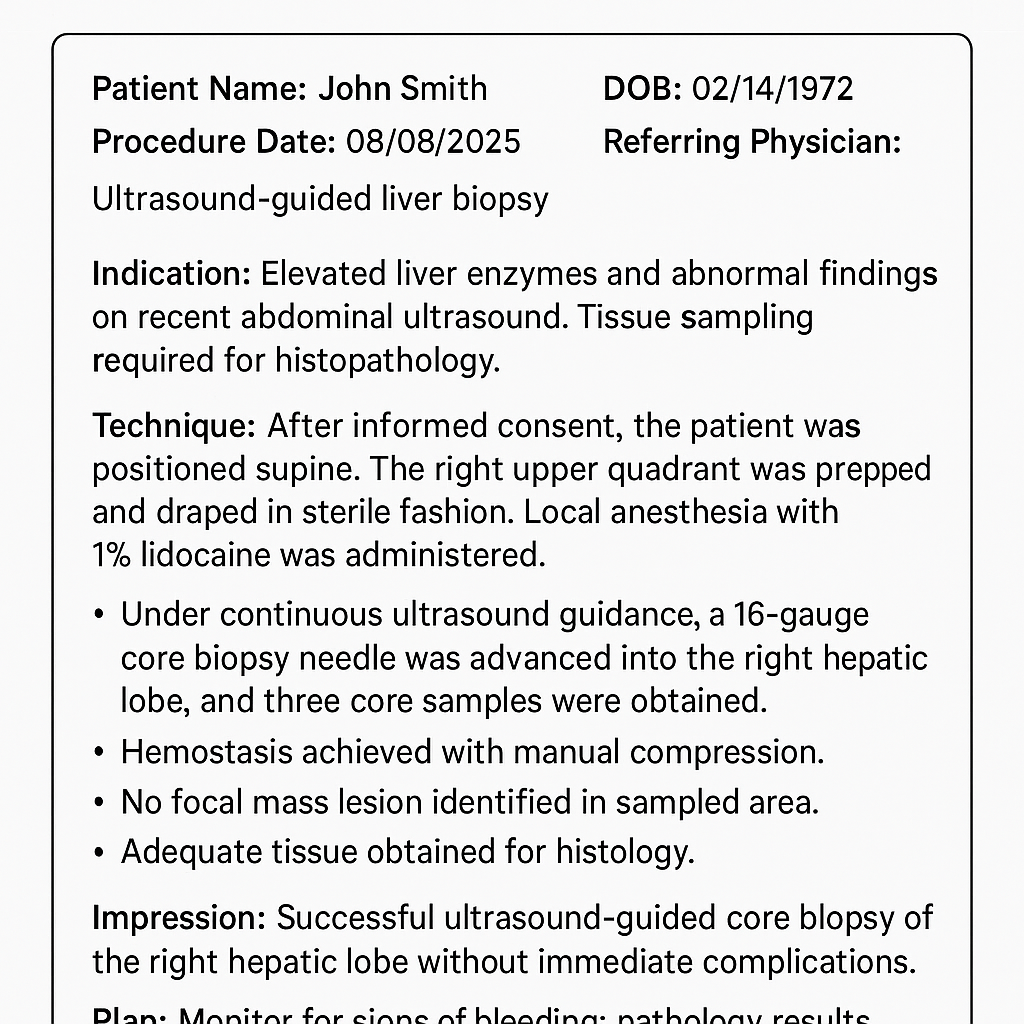 Patient Name: John Smith DOB: 02/14/1972
Procedure Date: 08/08/2025 Referring Physician:
Ultrasound-guided liver biopsy
Indication: Elevated liver enzymes and abnormal findings
on recent abdominal ultrasound. Tissue sampling
required for histopathology.
Technique: After informed consent, the patient was
positioned supine. The right upper quadrant was prepped
and draped in sterile fashion. Local anesthesia with
1% lidocaine was administered.
• Under continuous ultrasound guidance, a 16-gauge
core biopsy needle was advanced into the right hepatic
lobe, and three core samples were obtained.
• Hemostasis achieved with manual compression.
• No focal mass lesion identified in sampled area.
• Adequate tissue obtained for histology.
Impression: Successful ultrasound-guided core blopsy of
the right hepatic lobe without immediate complications.
Plan: Monitor for signs of bleeding; pathology results